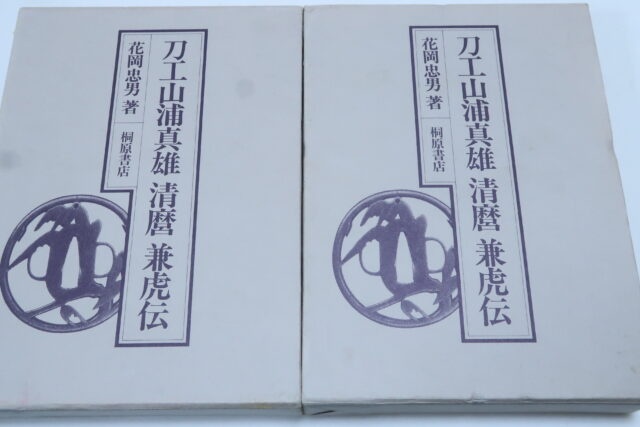 刀工山浦真雄 清麿 兼虎伝
花岡忠男 著
桐原書店
刀工山浦真雄 清麿 兼虎伝
花岡忠男 著
桐原書店